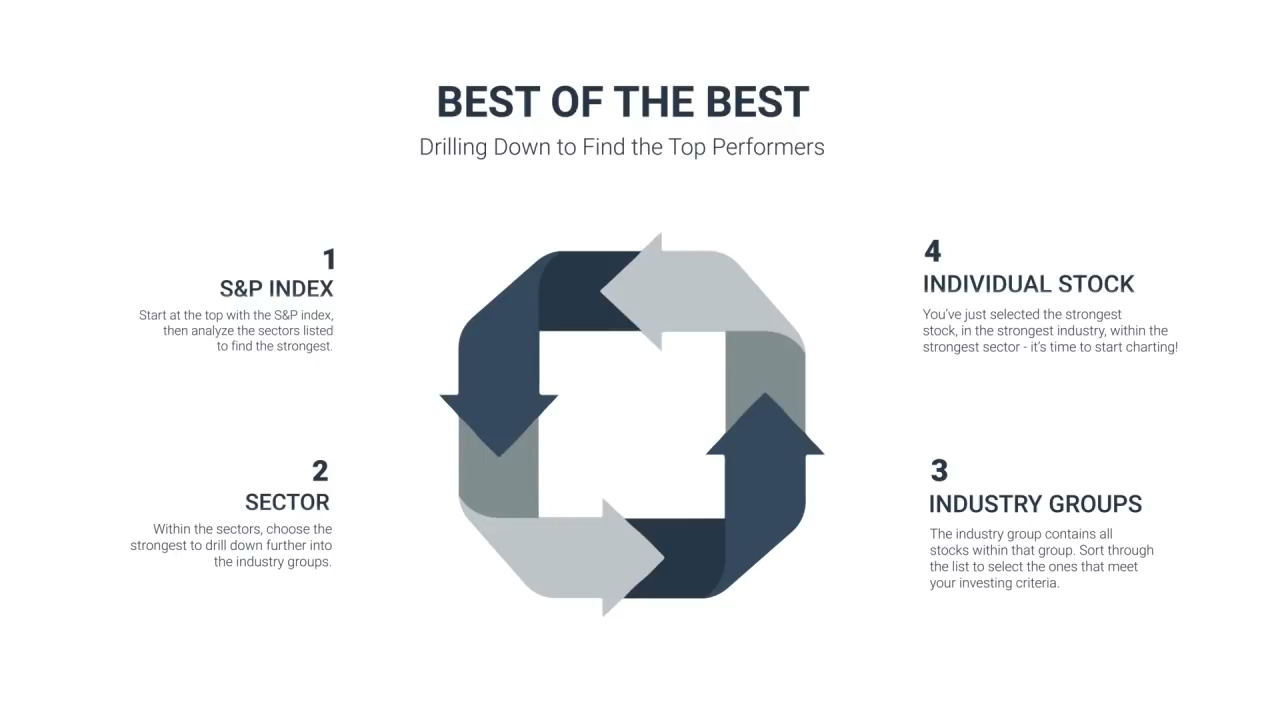 BEST OF THE BEST
Drilling Down to Find the Top Performers
1
S&P INDEX
Start at the top with the S&P index,
then analyze the sectors listed
to find the strongest.
2
SECTOR
Within the sectors, choose the
strongest to drill down further into
the industry groups.
3
INDUSTRY GROUPS
The industry group contains all
stocks within that group. Sort through
the list to select the ones that meet
your investing criteria.
4
INDIVIDUAL STOCK
You've just selected the strongest
stock, in the strongest industry, within the
strongest sector - it's time to start charting!